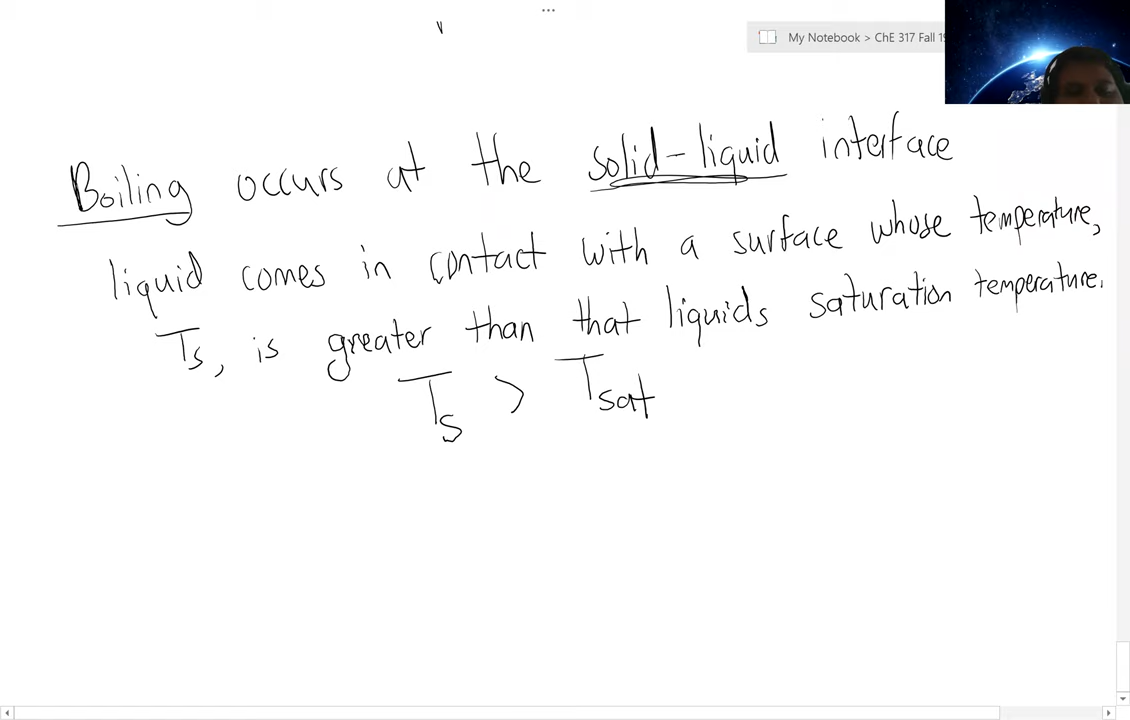 My Notebook > ChE 317 Fall 19
Boiling occurs at the solid-liquid interface
liquid comes in contact with a surface whose temperature,
Ts, is greater than that liquids saturation temperature.
Ts > Tsat